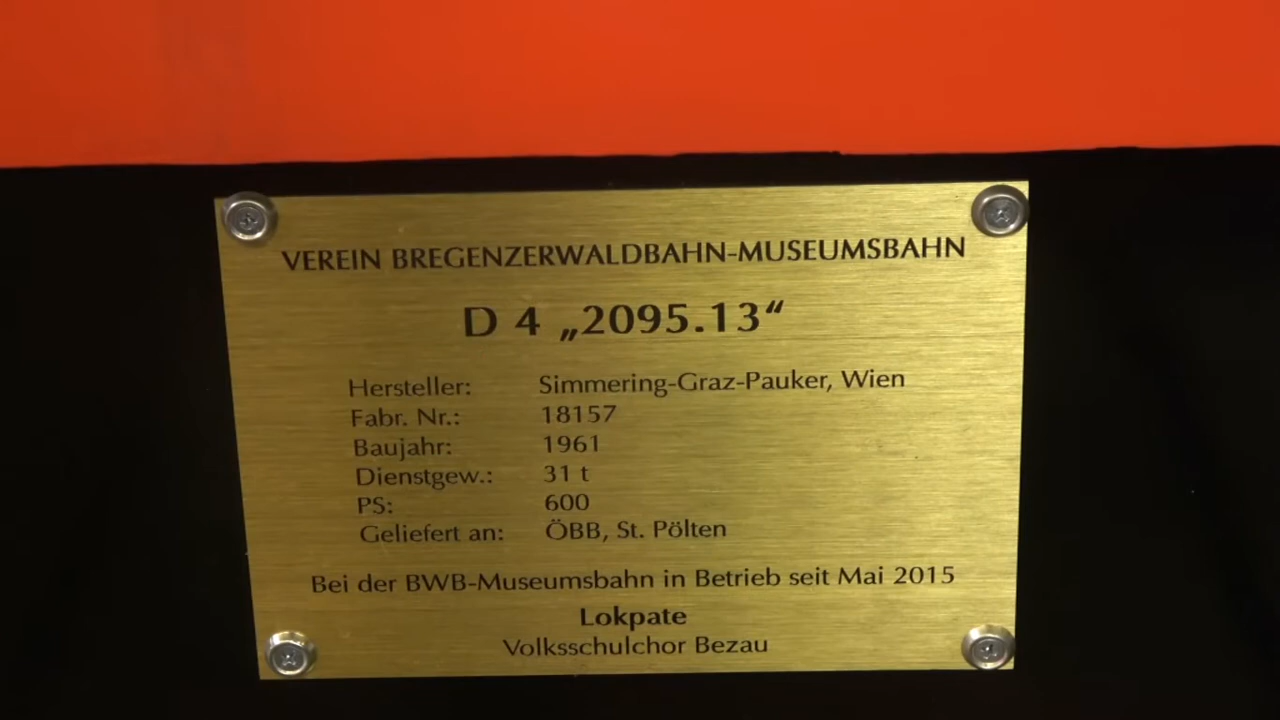 VEREIN BREGENZERWALDBAHN-MUSEUMSBAHN
D 4 „2095.13“
Hersteller: Simmering-Graz-Pauker, Wien
Fabr. Nr.: 18157
Baujahr: 1961
Dienstgew.: 31 t
PS: 600
Geliefert an: ÖBB, St. Pölten
Bei der BWB-Museumsbahn in Betrieb seit Mai 2015
Lokpate
Volksschulchor Bezau